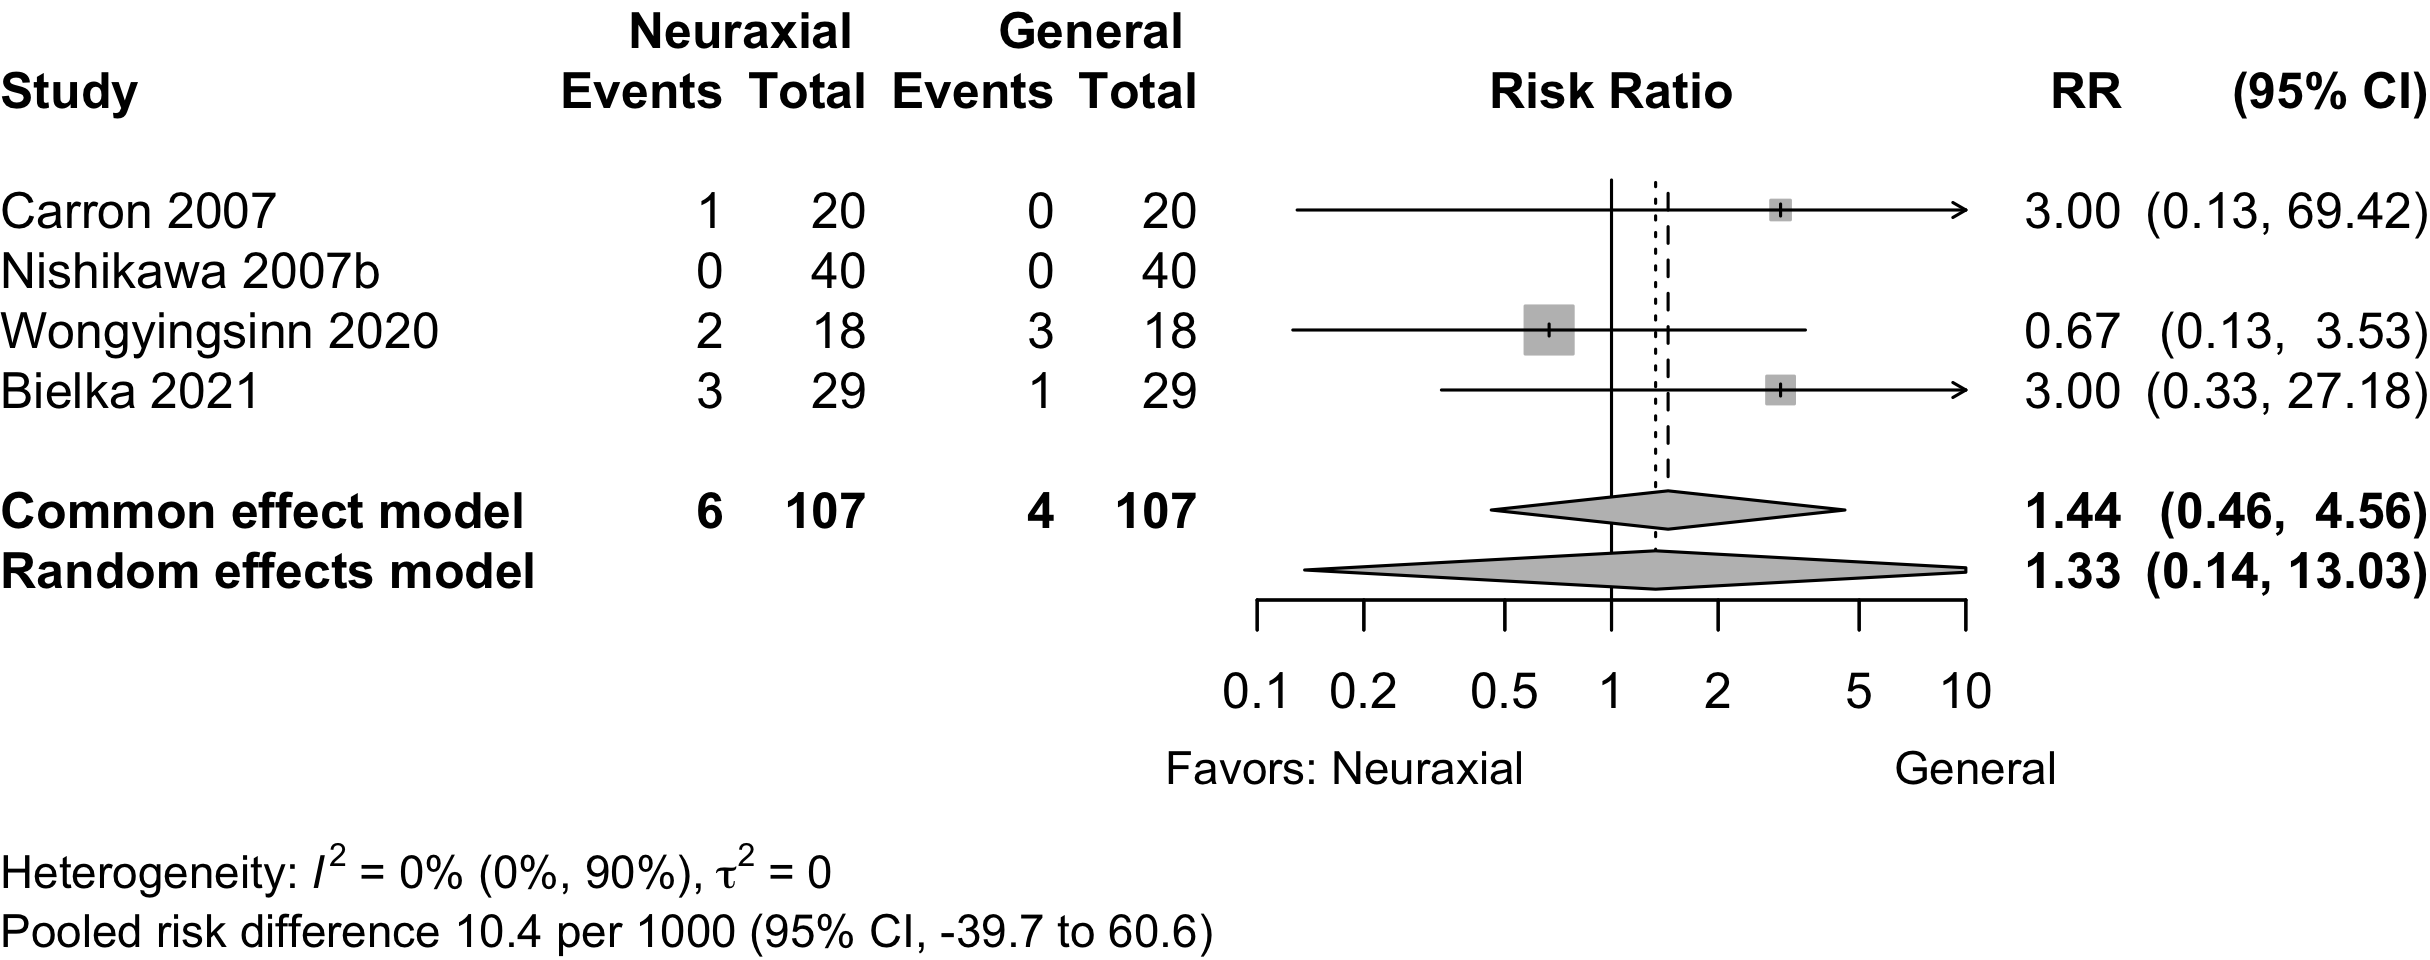 Neuraxial General
Study Events Total Events Total Risk Ratio RR (95% CI)
Carron 2007 1 20 0 20 3.00 (0.13, 69.42)
Nishikawa 2007b 0 40 0 40
Wongyingsinn 2020 2 18 3 18 0.67 (0.13, 3.53)
Bielka 2021 3 29 1 29 3.00 (0.33, 27.18)
Common effect model 6 107 4 107 1.44 (0.46, 4.56)
Random effects model 1.33 (0.14, 13.03)
0.1 0.2 0.5 1 2 5 10
Favors: Neuraxial General
Heterogeneity: I² = 0% (0%, 90%), τ² = 0
Pooled risk difference 10.4 per 1000 (95% CI, -39.7 to 60.6)